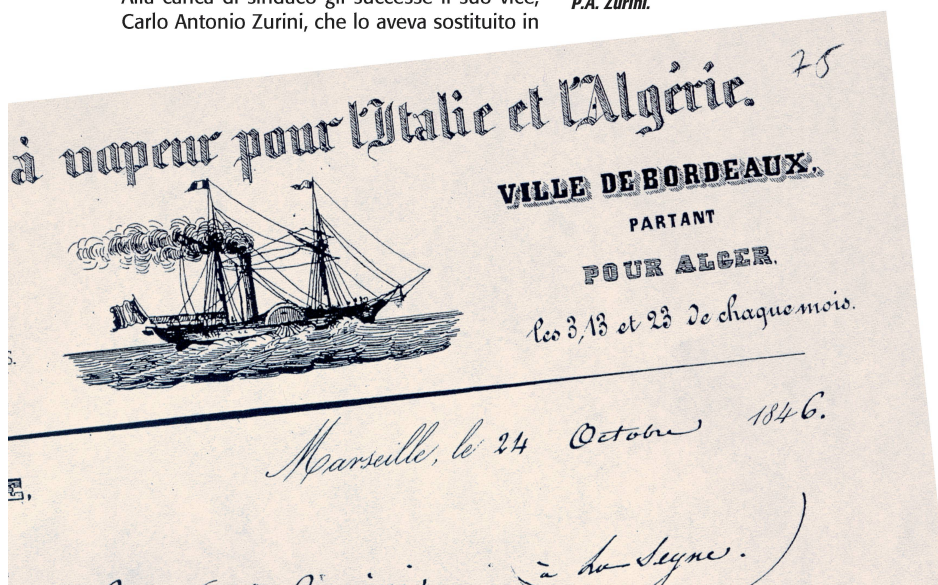 Alla carica di sindaco gli successe il suo vice,
Carlo Antonio Zurini, che lo aveva sostituito in
P.A. Zurini.
75
à vapeur pour l'Italie et l'Algérie.
VILLE DE BORDEAUX,
PARTANT
POUR ALGER,
les 3, 13 et 23 de chaque mois.
S.
Marseille, le 24 Octobre 1846.
E.
à La Seyne.